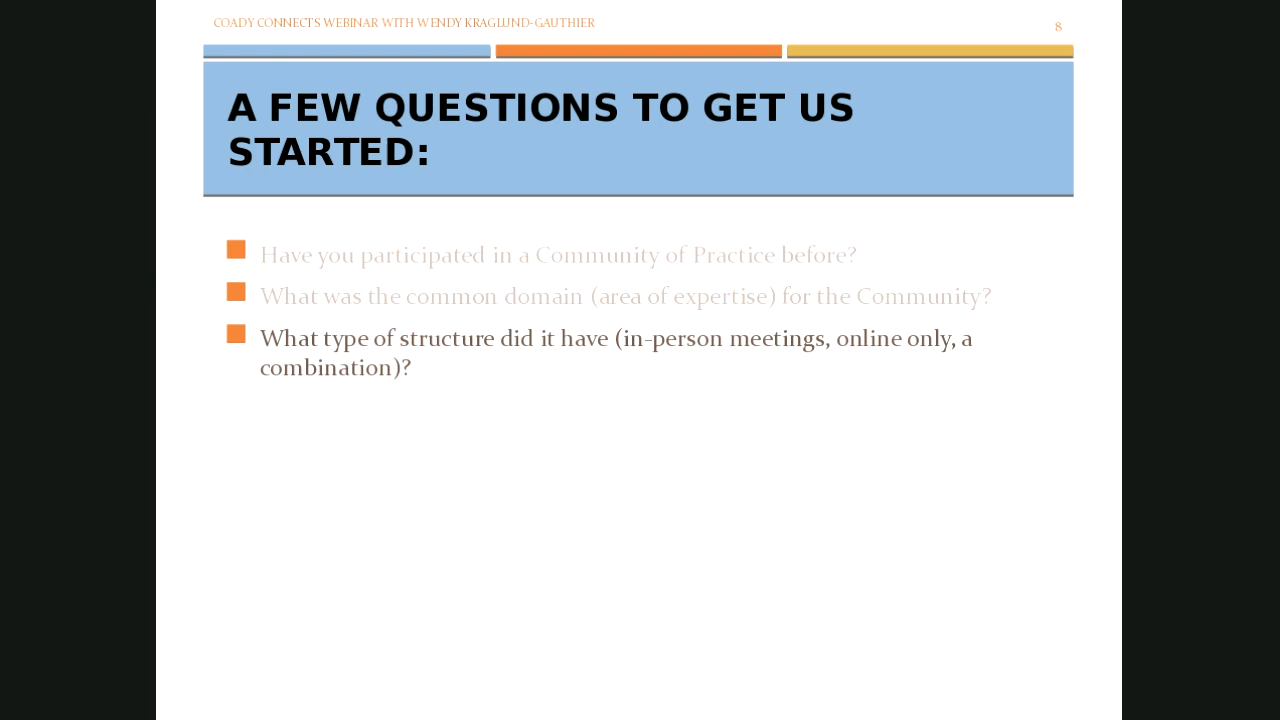 COADY CONNECTS WEBINAR WITH WENDY KRAGLUND-GAUTHIER
8
A FEW QUESTIONS TO GET US
STARTED:
Have you participated in a Community of Practice before?
What was the common domain (area of expertise) for the Community?
What type of structure did it have (in-person meetings, online only, a
combination)?